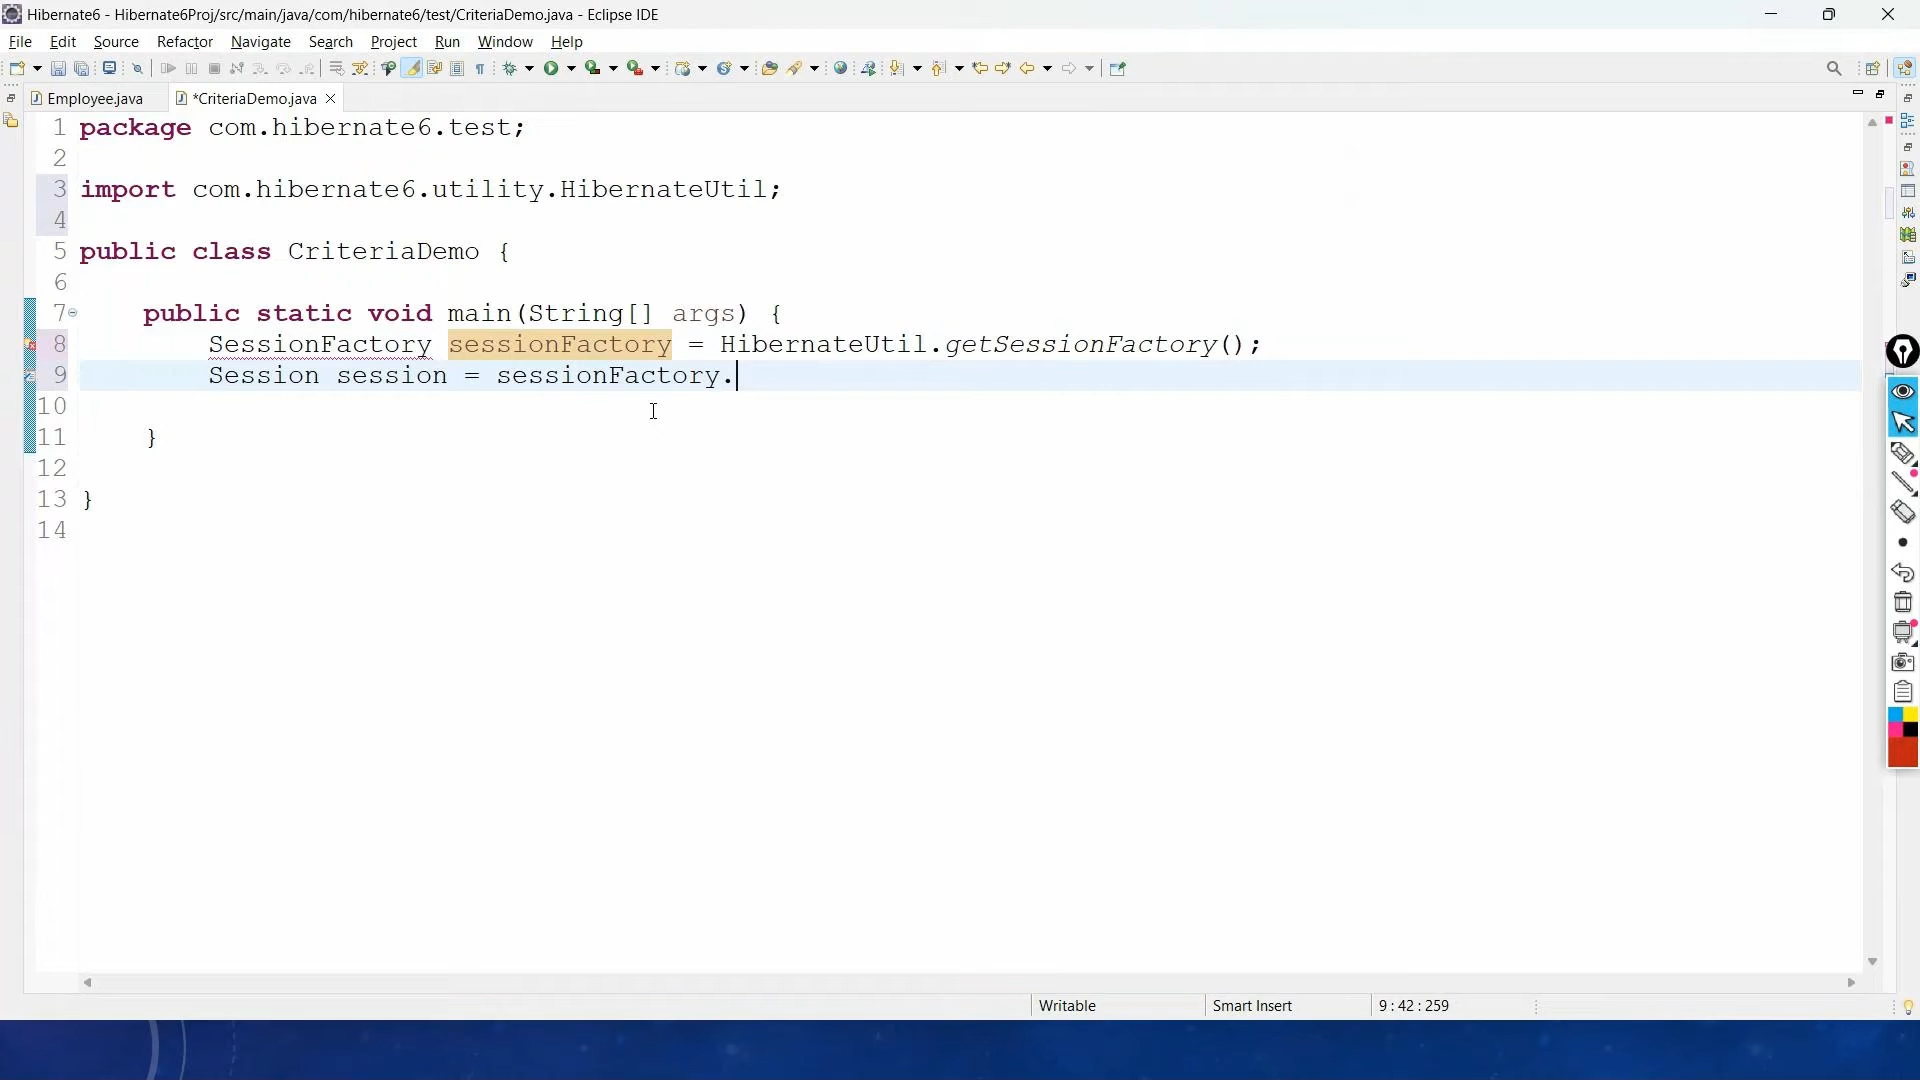 Hibernate6 - Hibernate6Proj/src/main/java/com/hibernate6/test/CriteriaDemo.java - Eclipse IDE
File Edit Source Refactor Navigate Search Project Run Window Help
Employee.java *CriteriaDemo.java
1 package com.hibernate6.test;
2
3 import com.hibernate6.utility.HibernateUtil;
4
5 public class CriteriaDemo {
6
7 public static void main(String[] args) {
8 SessionFactory sessionFactory = HibernateUtil.getSessionFactory();
9 Session session = sessionFactory.
10
11 }
12
13 }
14
Writable Smart Insert 9 : 42 : 259